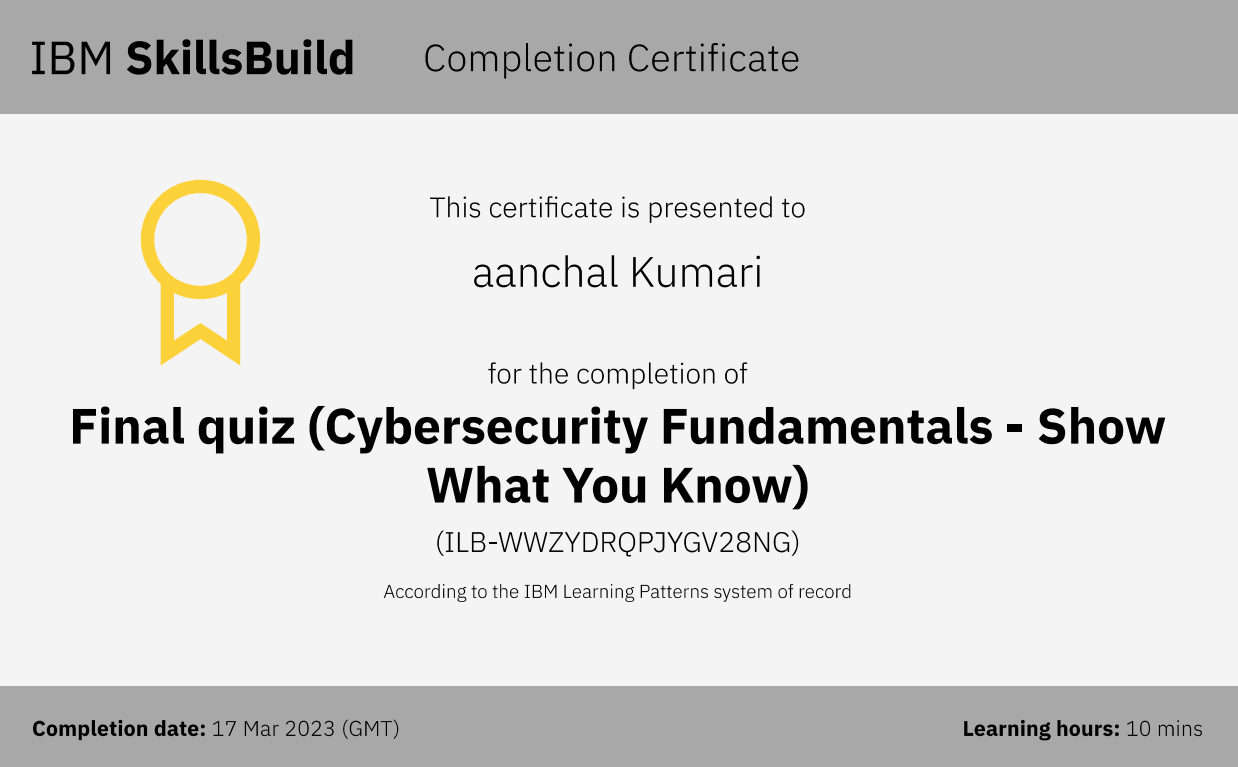 IBM SkillsBuild Completion Certificate
This certificate is presented to
aanchal Kumari
for the completion of
Final quiz (Cybersecurity Fundamentals - Show
What You Know)
(ILB-WWZYDRQPJYGV28NG)
According to the IBM Learning Patterns system of record
Completion date: 17 Mar 2023 (GMT) Learning hours: 10 mins